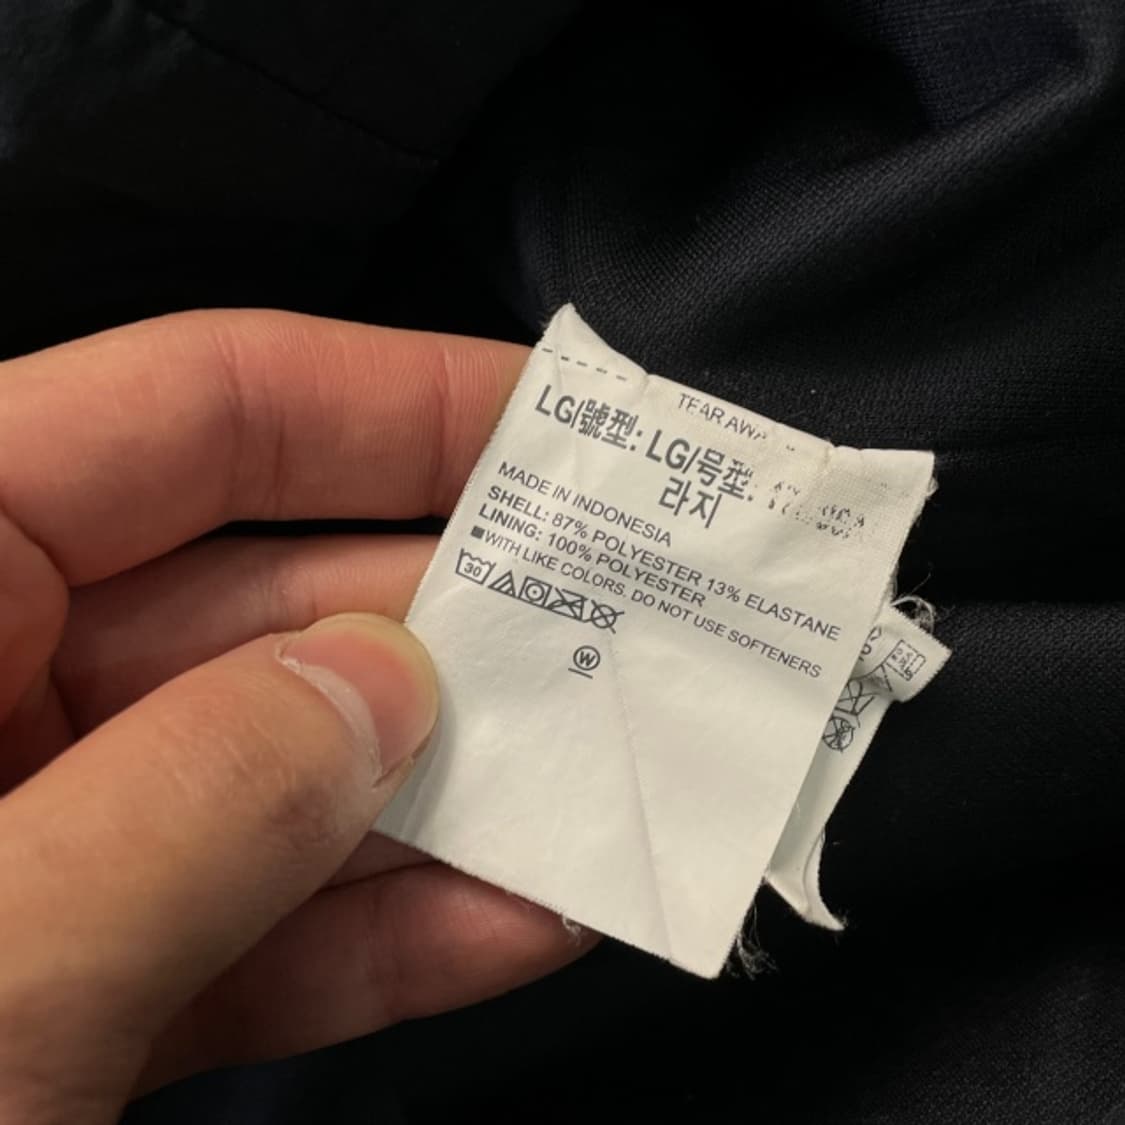 TEAR AWAY
LG/號型: LG/号型:
라지
MADE IN INDONESIA
SHELL: 87% POLYESTER 13% ELASTANE
LINING: 100% POLYESTER
■WITH LIKE COLORS. DO NOT USE SOFTENERS
30
W